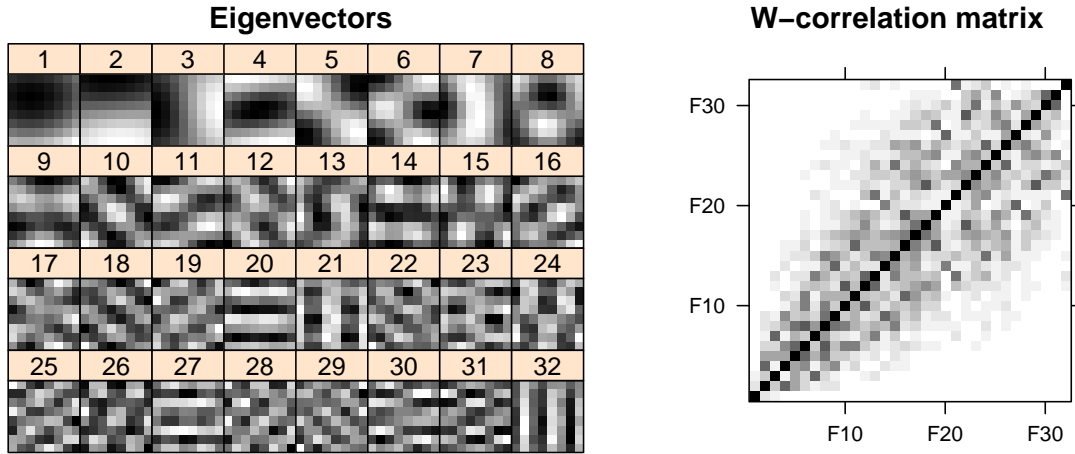 Eigenvectors
1 2 3 4 5 6 7 8
9 10 11 12 13 14 15 16
17 18 19 20 21 22 23 24
25 26 27 28 29 30 31 32
W−correlation matrix
F30
F20
F10
F10 F20 F30